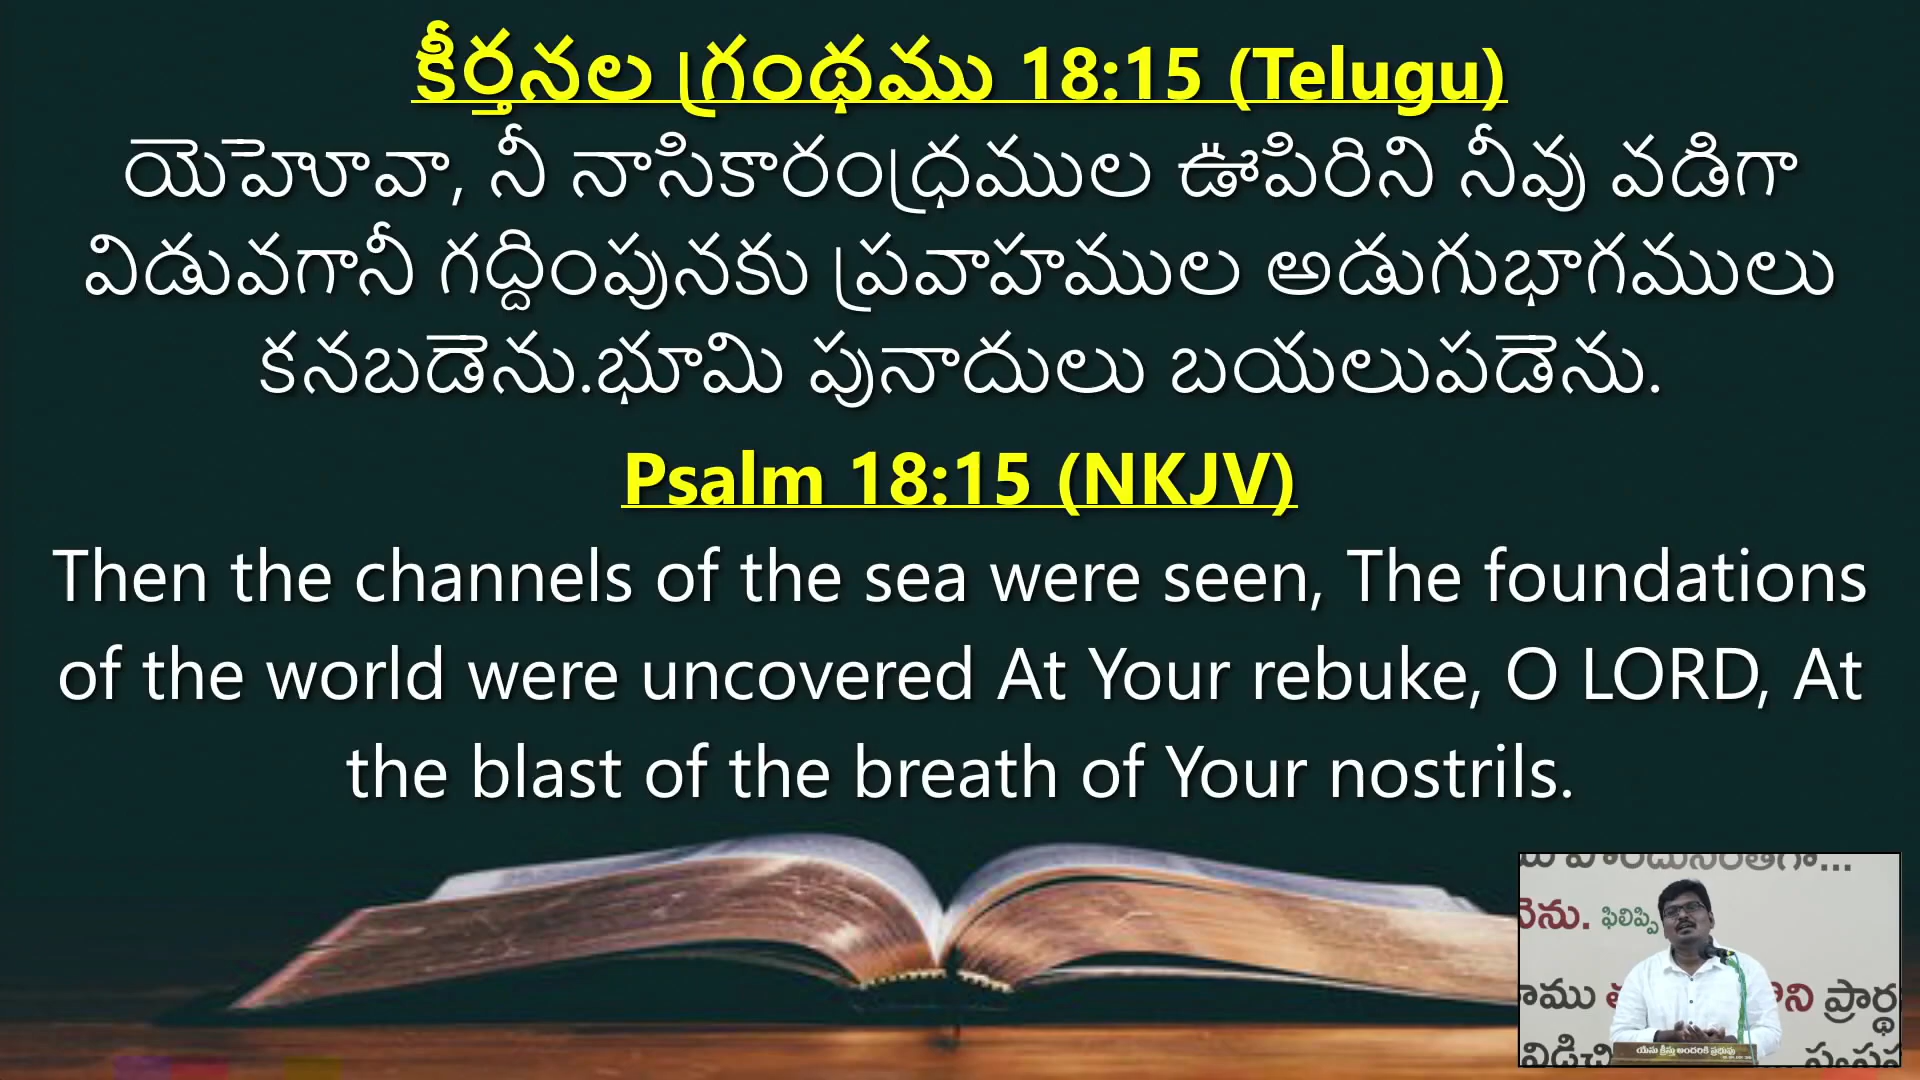 కీర్తనల గ్రంథము 18:15 (Telugu)
యెహెూవా, నీ నాసికారంధ్రముల ఊపిరిని నీవు వడిగా
విడువగానీ గద్దింపునకు ప్రవాహముల అడుగుభాగములు
కనబడెను.భూమి పునాదులు బయలుపడెను.
Psalm 18:15 (NKJV)
Then the channels of the sea were seen, The foundations
of the world were uncovered At Your rebuke, O LORD, At
the blast of the breath of Your nostrils.
ఫిలిప్పి
ప్రార్థ
యేసు క్రీస్తు అందరికి ప్రభువు